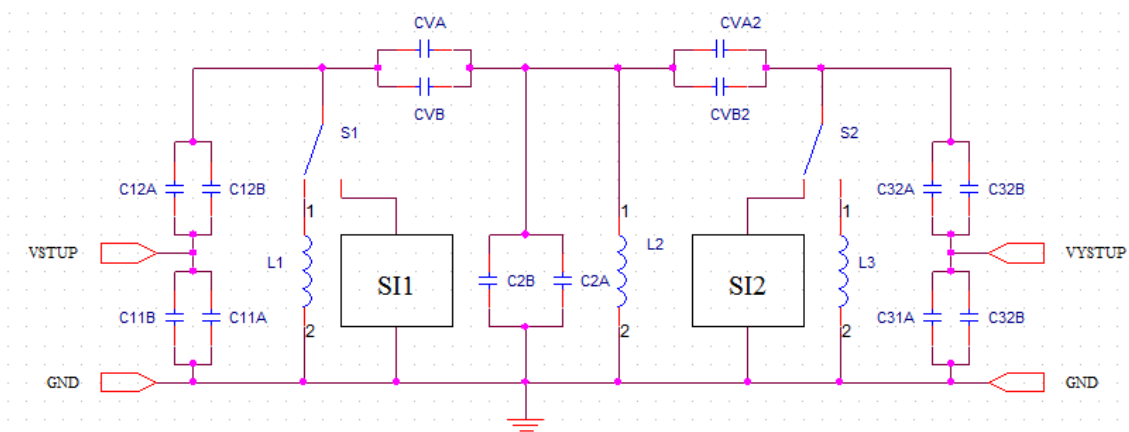 CVA
CVA2
CVB
CVB2
S1
S2
C12A
C12B
C32A
C32B
1
1
1
VSTUP
L1
SI1
C2B
C2A
L2
SI2
L3
VYSTUP
C11B
C11A
C31A
C32B
2
2
2
GND
GND